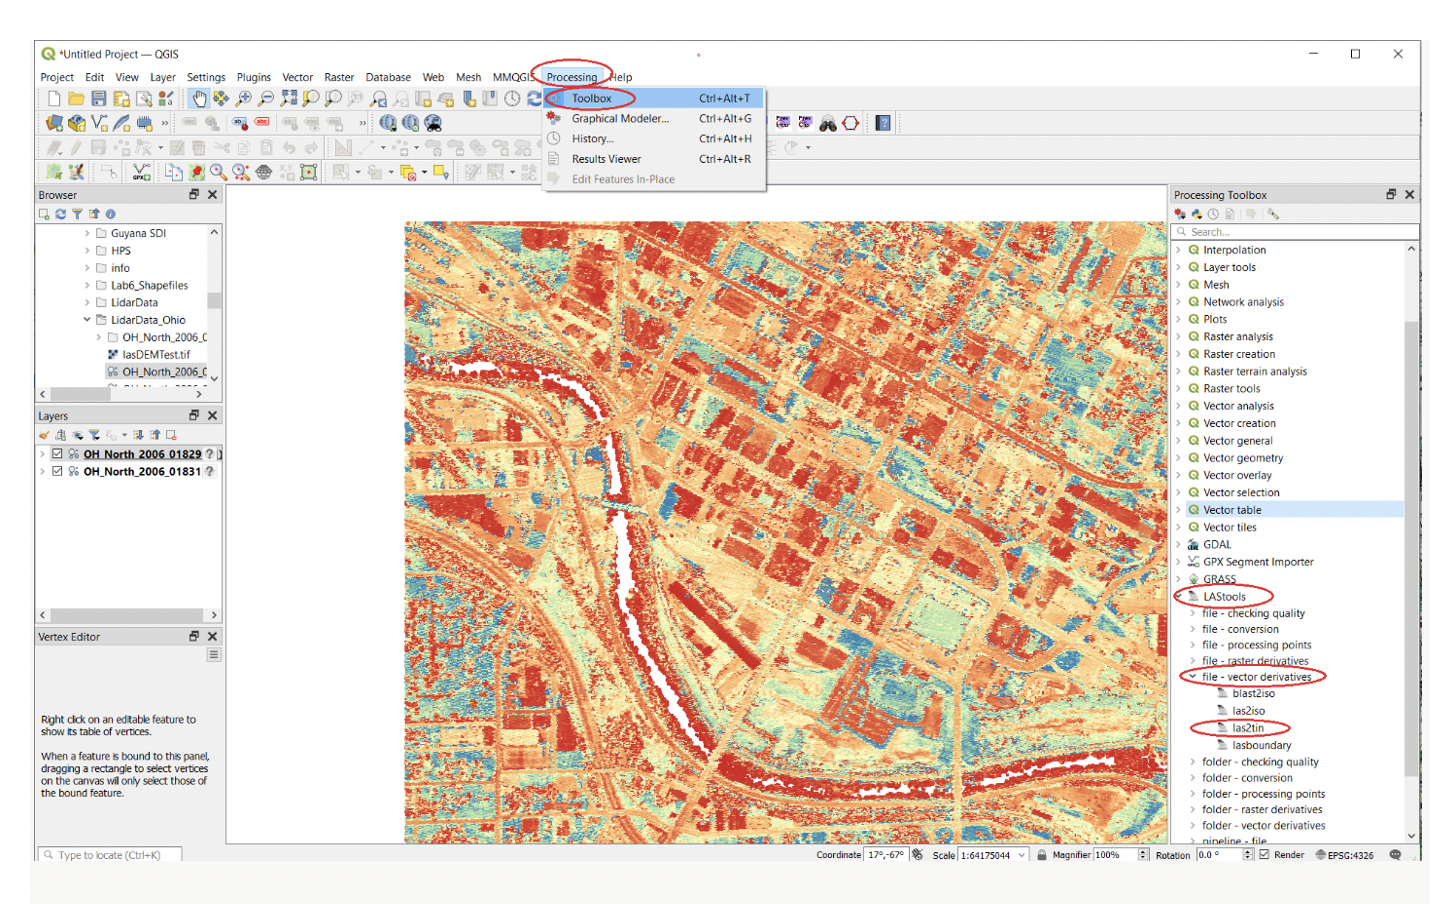 *Untitled Project — QGIS
Project Edit View Layer Settings Plugins Vector Raster Database Web Mesh MMQGIS Processing Help
Toolbox Ctrl+Alt+T
Graphical Modeler... Ctrl+Alt+G
History... Ctrl+Alt+H
Results Viewer Ctrl+Alt+R
Edit Features In-Place
Browser
Guyana SDI
HPS
info
Lab6_Shapefiles
LidarData
LidarData_Ohio
OH_North_2006_0
lasDEMTest.tif
OH_North_2006_0
Layers
OH_North_2006_01829
OH_North_2006_01831
Vertex Editor
Right click on an editable feature to
show its table of vertices.
When a feature is bound to this panel,
dragging a rectangle to select vertices
on the canvas will only select those of
the bound feature.
Processing Toolbox
Search...
Interpolation
Layer tools
Mesh
Network analysis
Plots
Raster analysis
Raster creation
Raster terrain analysis
Raster tools
Vector analysis
Vector creation
Vector general
Vector geometry
Vector overlay
Vector selection
Vector table
Vector tiles
GDAL
GPX Segment Importer
GRASS
LAStools
file - checking quality
file - conversion
file - processing points
file - raster derivatives
file - vector derivatives
blast2iso
las2iso
las2tin
lasboundary
folder - checking quality
folder - conversion
folder - processing points
folder - raster derivatives
folder - vector derivatives
pipeline - file
Type to locate (Ctrl+K) Coordinate 17°,-67° Scale 1:64175044 Magnifier 100% Rotation 0.0 ° Render EPSG:4326